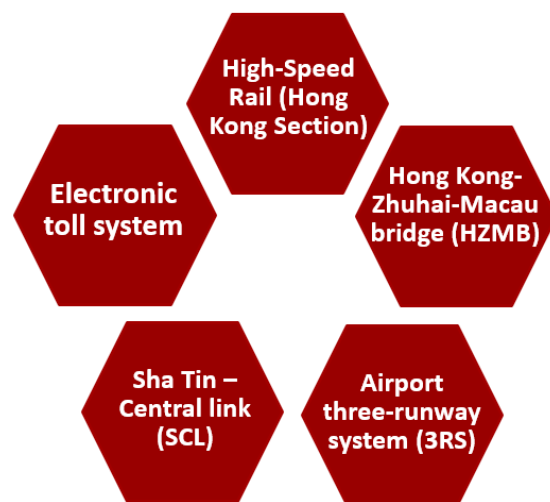 High-Speed
Rail (Hong
Kong Section)
Electronic
toll system
Hong Kong-
Zhuhai-Macau
bridge (HZMB)
Sha Tin –
Central link
(SCL)
Airport
three-runway
system (3RS)